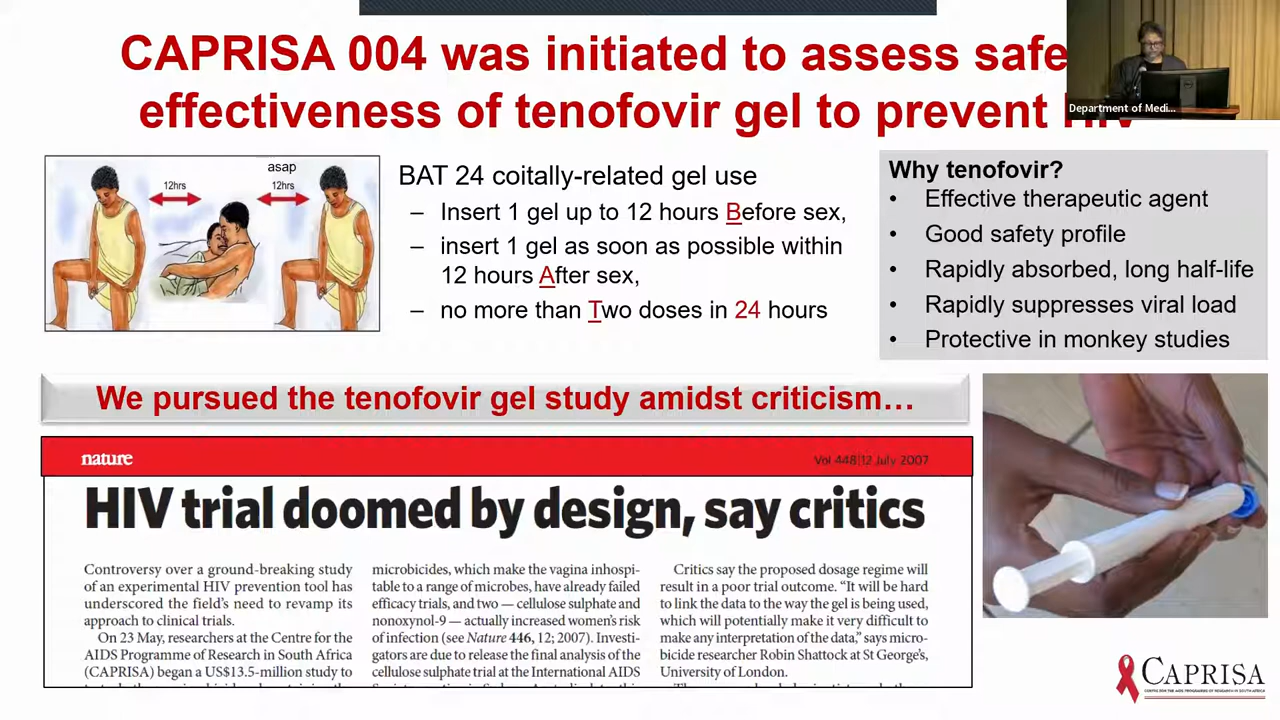 CAPRISA 004 was initiated to assess safe
effectiveness of tenofovir gel to prevent
Department of Medi...
asap
12hrs
12hrs
BAT 24 coitally-related gel use
– Insert 1 gel up to 12 hours Before sex,
– insert 1 gel as soon as possible within
12 hours After sex,
– no more than Two doses in 24 hours
Why tenofovir?
• Effective therapeutic agent
• Good safety profile
• Rapidly absorbed, long half-life
• Rapidly suppresses viral load
• Protective in monkey studies
We pursued the tenofovir gel study amidst criticism…
nature
Vol 448|12 July 2007
HIV trial doomed by design, say critics
Controversy over a ground-breaking study
of an experimental HIV prevention tool has
underscored the field's need to revamp its
approach to clinical trials.
On 23 May, researchers at the Centre for the
AIDS Programme of Research in South Africa
(CAPRISA) began a US$13.5-million study to
microbicides, which make the vagina inhospi-
table to a range of microbes, have already failed
efficacy trials, and two — cellulose sulphate and
nonoxynol-9 — actually increased women's risk
of infection (see Nature 446, 12; 2007). Investi-
gators are due to release the final analysis of the
cellulose sulphate trial at the International AIDS
Critics say the proposed dosage regime will
result in a poor trial outcome. "It will be hard
to link the data to the way the gel is being used,
which will potentially make it very difficult to
make any interpretation of the data," says micro-
bicide researcher Robin Shattock at St George's,
University of London.
CAPRISA
CENTRE FOR THE AIDS PROGRAMME OF RESEARCH IN SOUTH AFRICA